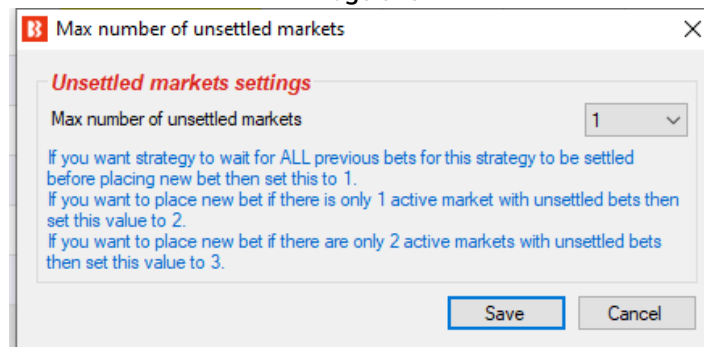 Max number of unsettled markets
Unsettled markets settings
Max number of unsettled markets
1
If you want strategy to wait for ALL previous bets for this strategy to be settled
before placing new bet then set this to 1.
If you want to place new bet if there is only 1 active market with unsettled bets then
set this value to 2.
If you want to place new bet if there are only 2 active markets with unsettled bets
then set this value to 3.
Save Cancel